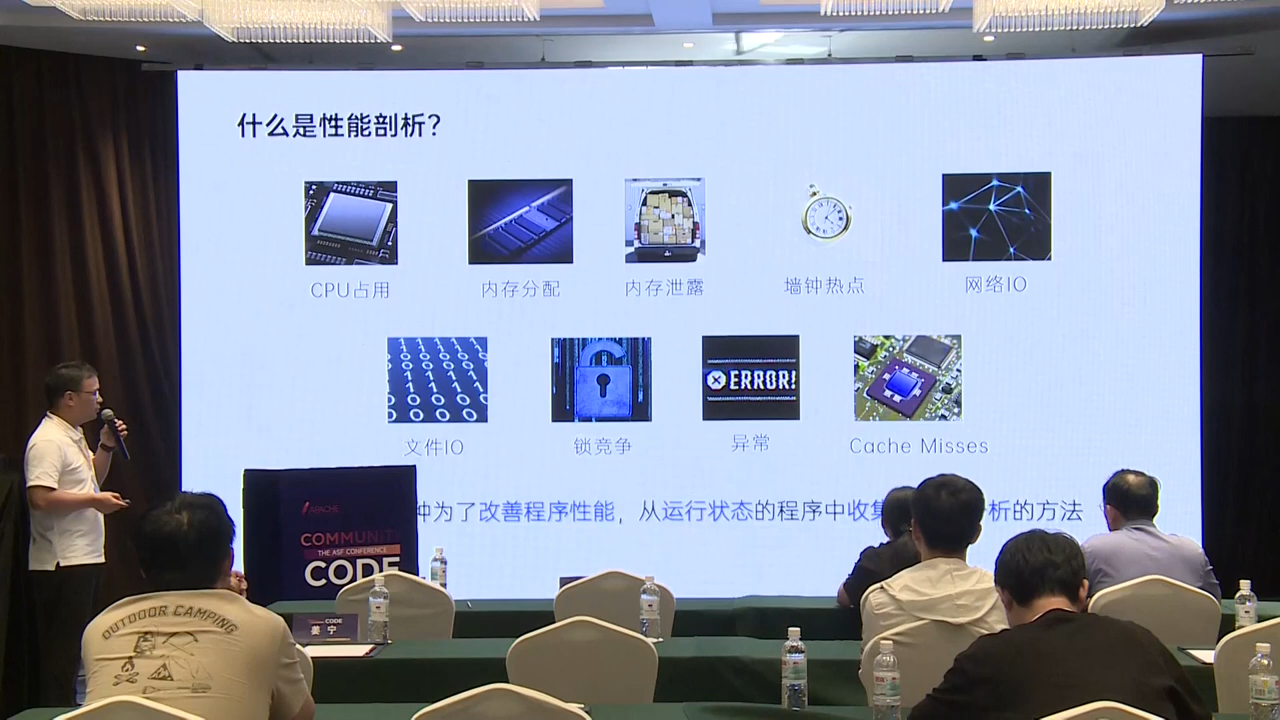 什么是性能剖析？
CPU占用
内存分配
内存泄露
墙钟热点
网络IO
文件IO
锁竞争
ERROR!
异常
Cache Misses
种为了改善程序性能，从运行状态的程序中收集 析的方法
APACHE
COMMUNIT
THE ASF CONFERENCE
CODE
CODE
姜 宁
OUTDOOR CAMPING